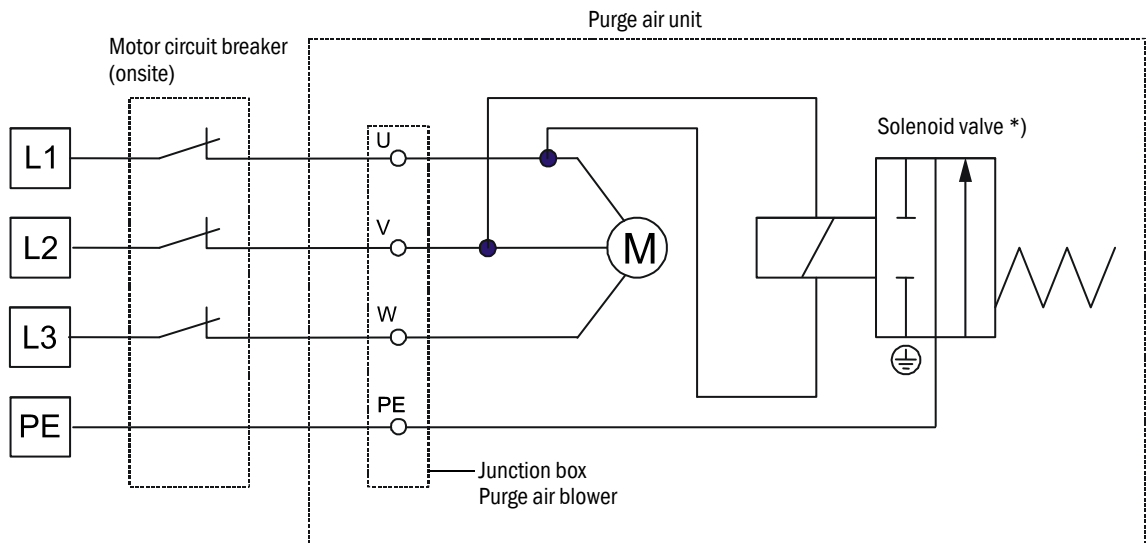 Purge air unit
Motor circuit breaker
(onsite)
Solenoid valve *)
L1
U
L2
V
M
L3
W
PE
PE
Junction box
Purge air blower